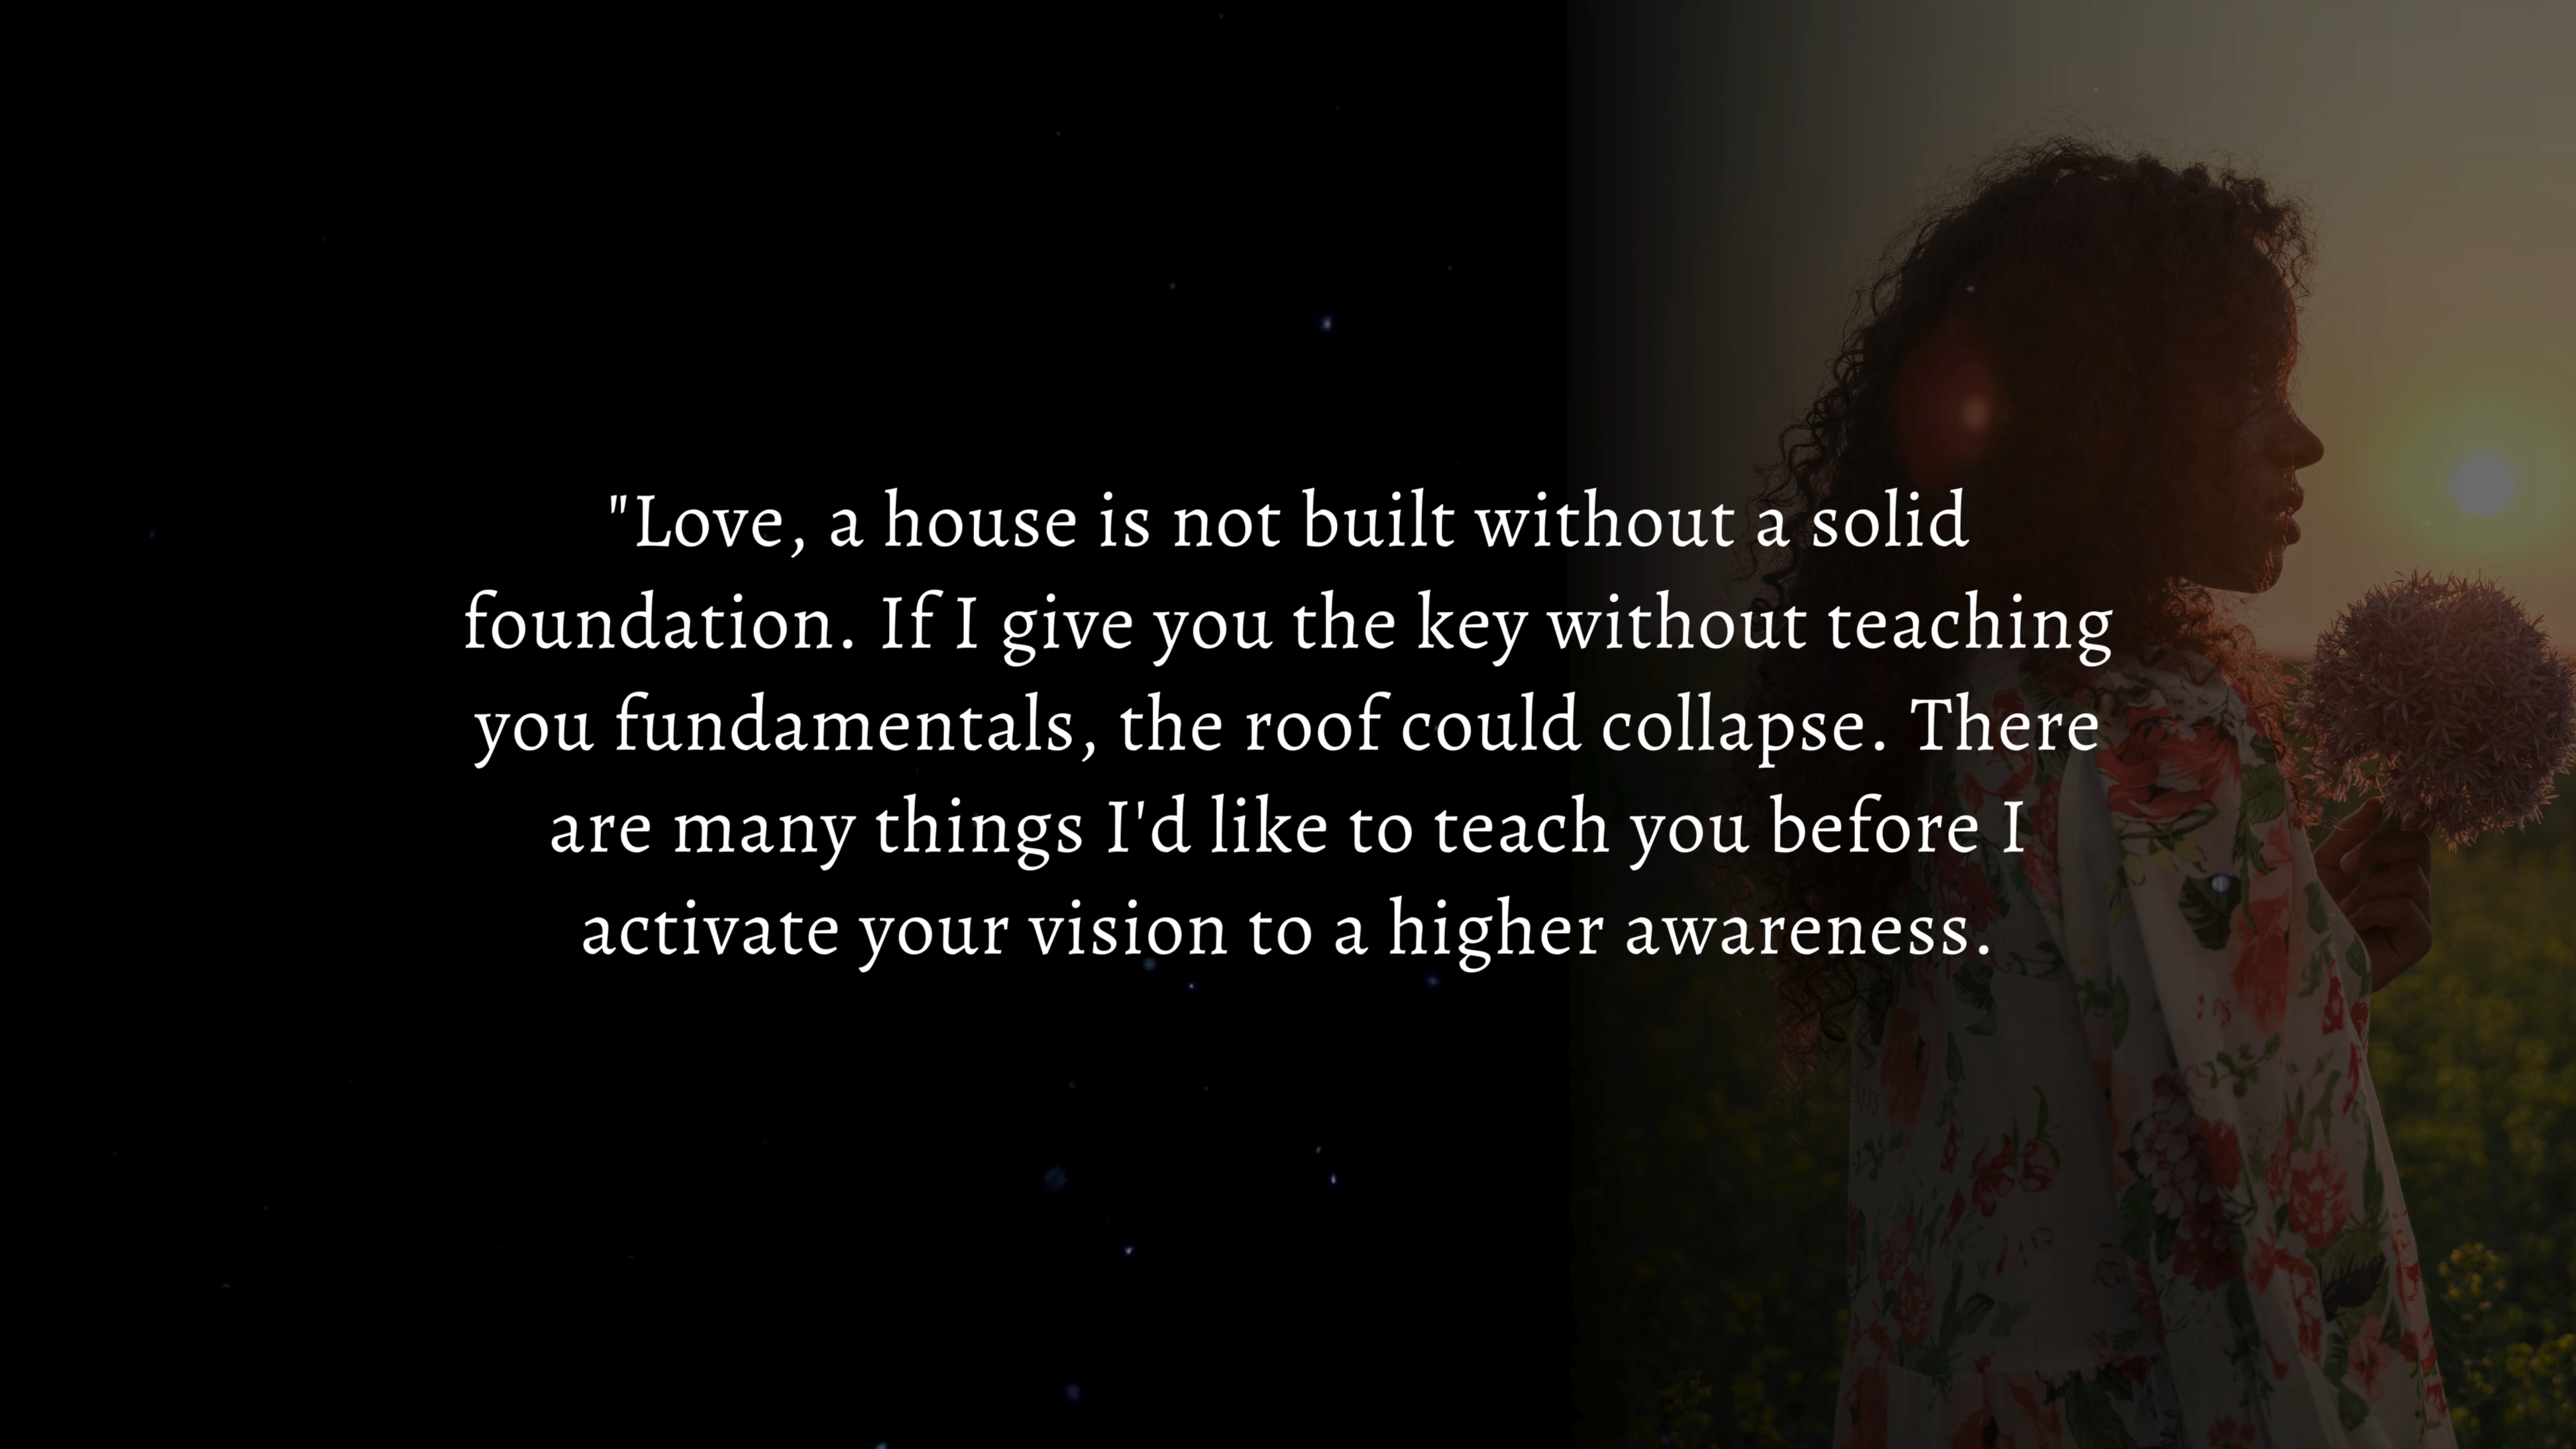 "Love, a house is not built without a solid
foundation. If I give you the key without teaching
you fundamentals, the roof could collapse. There
are many things I'd like to teach you before I
activate your vision to a higher awareness.